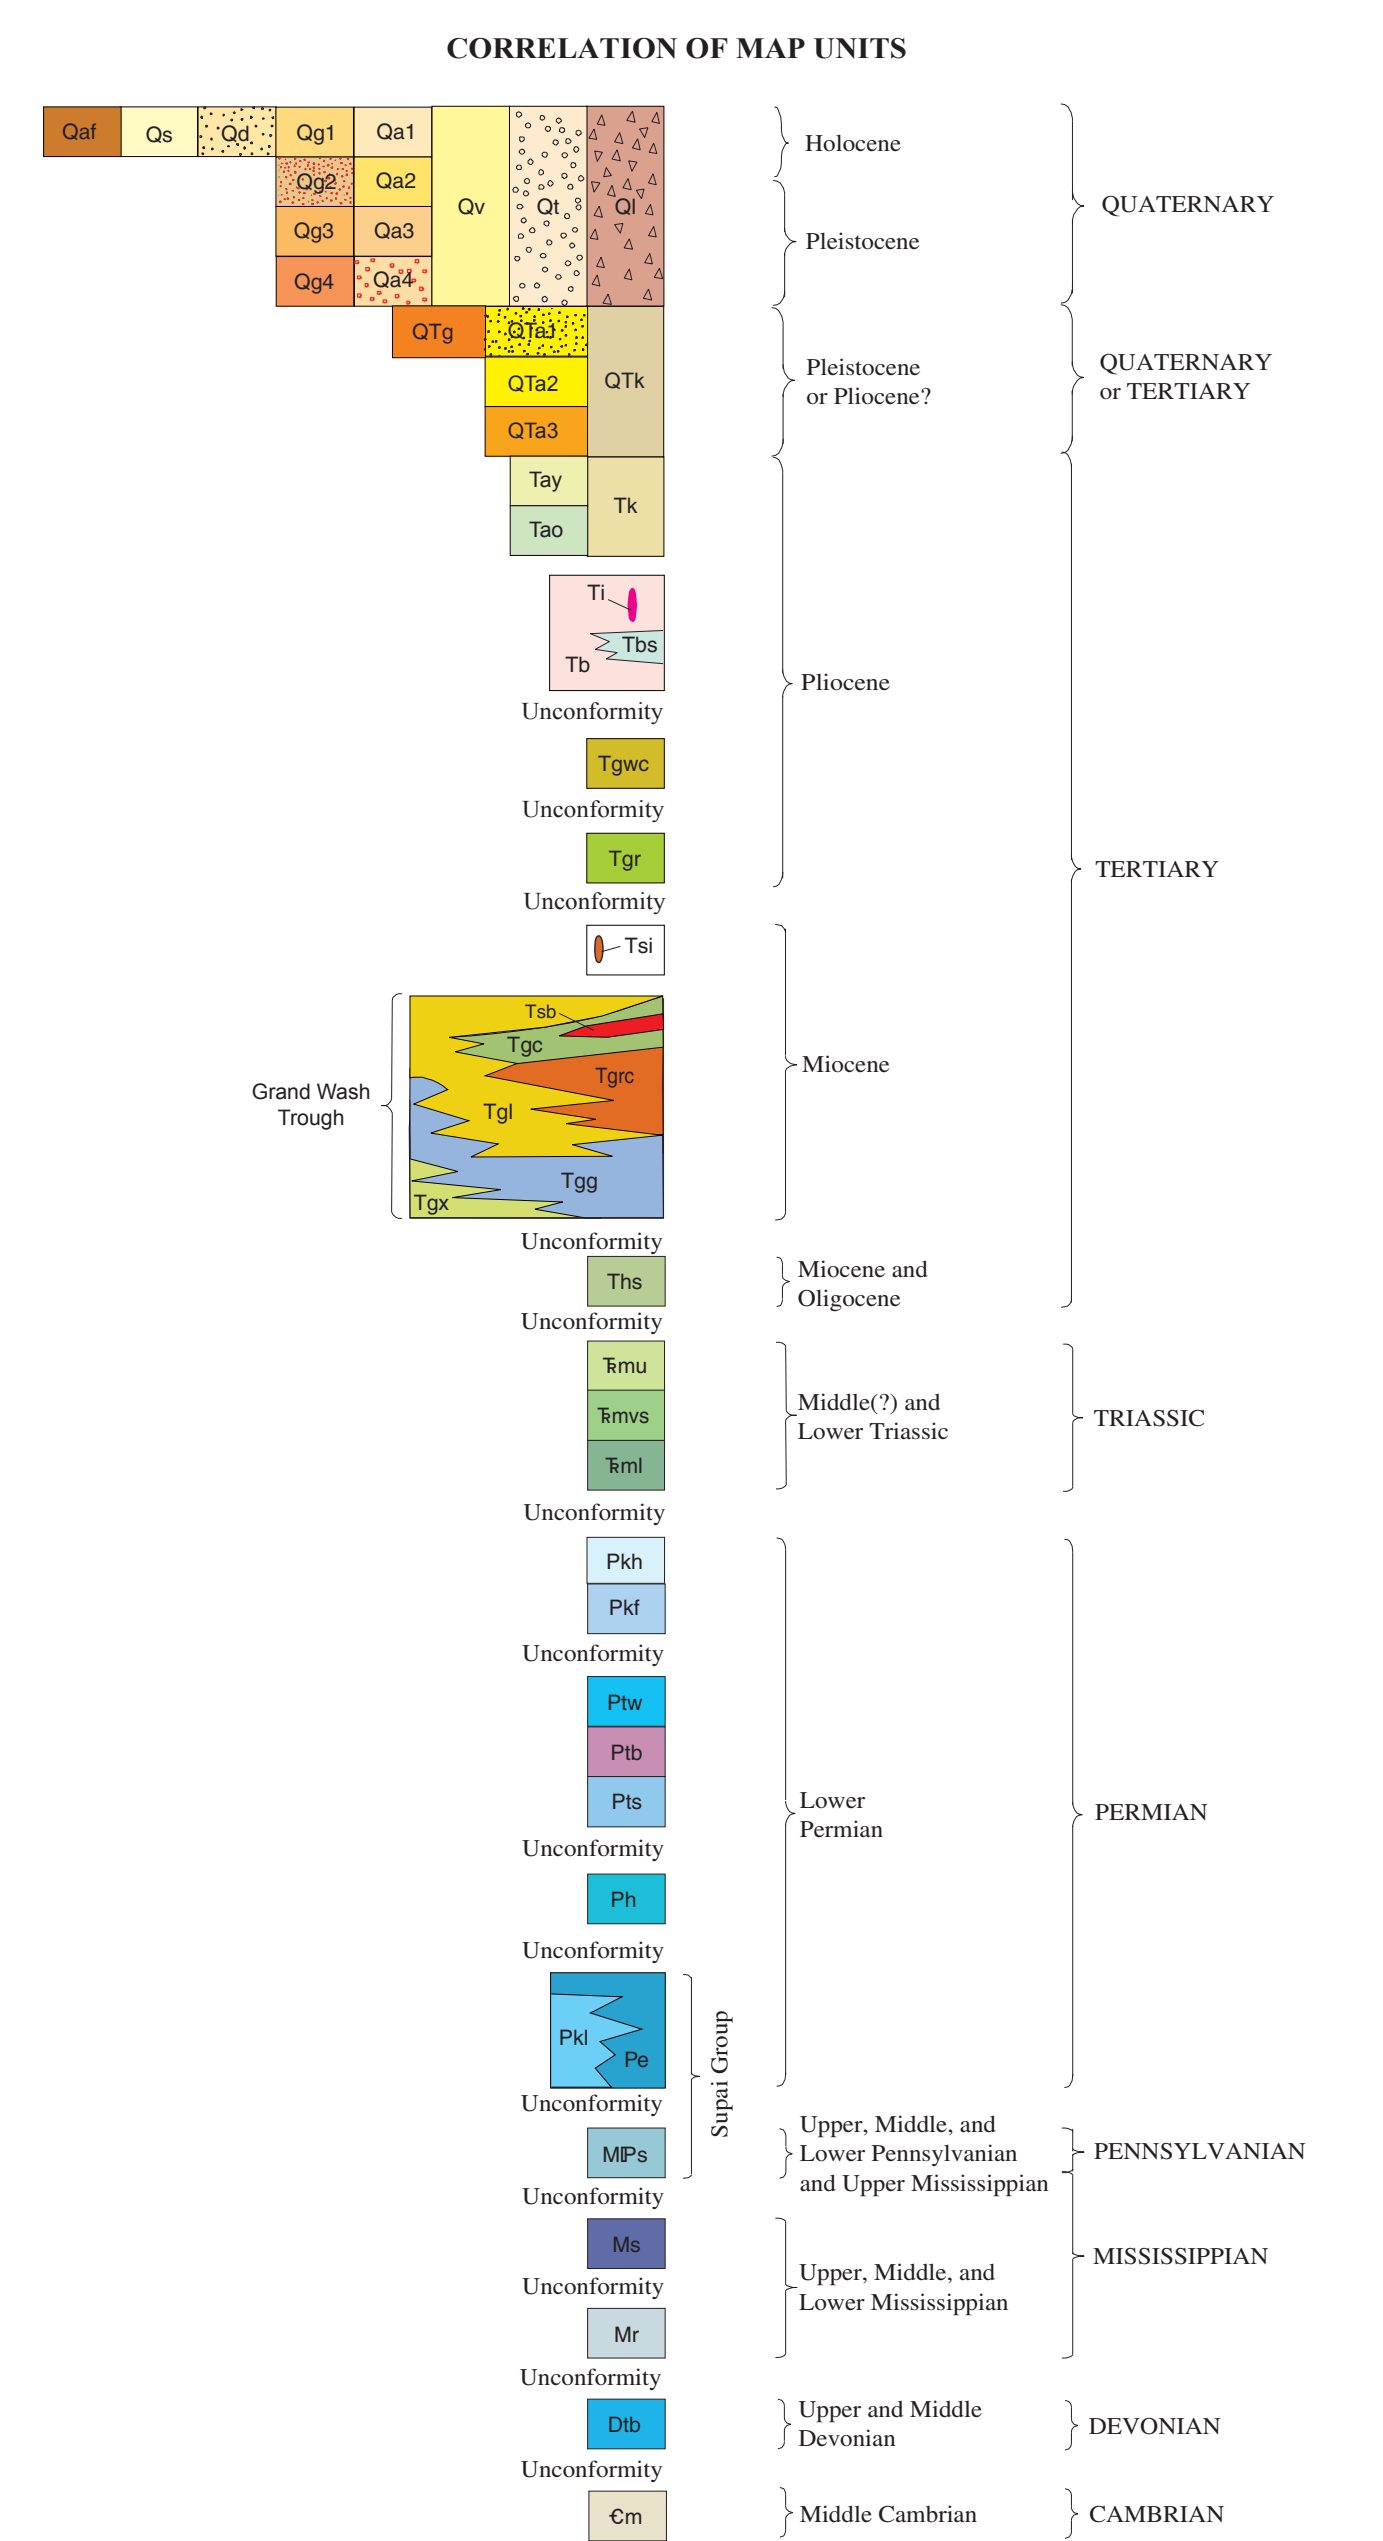 CORRELATION OF MAP UNITS
Qaf Qs Qd Qg1 Qa1
Holocene
Qg2 Qa2
Qv Qt Ql
QUATERNARY
Qg3 Qa3
Pleistocene
Qg4 Qa4
QTg QTa1
QTa2 QTk
Pleistocene
or Pliocene?
QUATERNARY
or TERTIARY
QTa3
Tay
Tk
Tao
Ti
Tbs
Tb
Pliocene
Unconformity
Tgwc
Unconformity
Tgr
TERTIARY
Unconformity
Tsi
Tsb
Tgc
Miocene
Tgrc
Grand Wash
Trough
Tgl
Tgg
Tgx
Unconformity
Ths
Miocene and
Oligocene
Unconformity
Ꞧmu
Ꞧmvs
Middle(?) and
Lower Triassic
TRIASSIC
Ꞧml
Unconformity
Pkh
Pkf
Unconformity
Ptw
Ptb
Pts
Lower
Permian
PERMIAN
Unconformity
Ph
Unconformity
Pkl
Pe
Supai Group
Unconformity
MIPs
Upper, Middle, and
Lower Pennsylvanian
and Upper Mississippian
PENNSYLVANIAN
Unconformity
Ms
MISSISSIPPIAN
Unconformity
Upper, Middle, and
Lower Mississippian
Mr
Unconformity
Dtb
Upper and Middle
Devonian
DEVONIAN
Unconformity
Єm
Middle Cambrian
CAMBRIAN